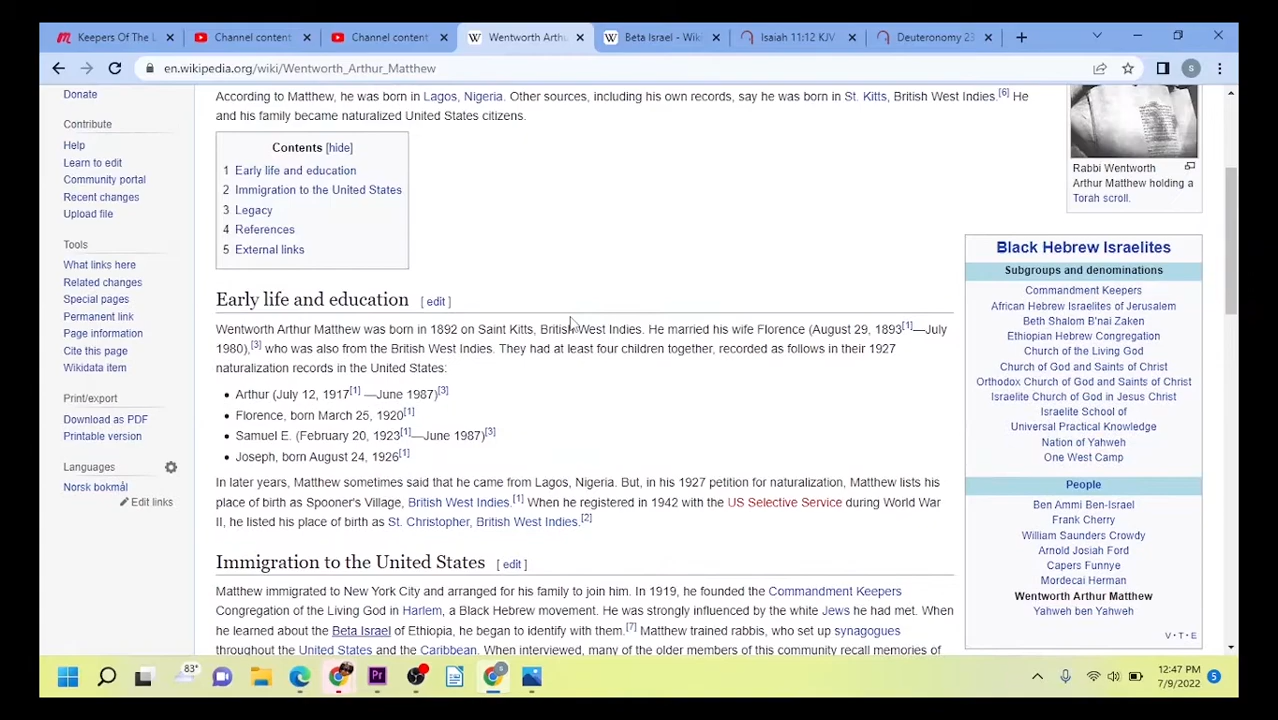 Keepers Of The L
Channel content
Channel content
Wentworth Arthu
Beta Israel - Wiki
Isaiah 11:12 KJV
Deuteronomy 23
en.wikipedia.org/wiki/Wentworth_Arthur_Matthew
S
Donate
Contribute
Help
Learn to edit
Community portal
Recent changes
Upload file
Tools
What links here
Related changes
Special pages
Permanent link
Page information
Cite this page
Wikidata item
Print/export
Download as PDF
Printable version
Languages
Norsk bokmål
Edit links
According to Matthew, he was born in Lagos, Nigeria. Other sources, including his own records, say he was born in St. Kitts, British West Indies.[6] He
and his family became naturalized United States citizens.
Contents [hide]
1 Early life and education
2 Immigration to the United States
3 Legacy
4 References
5 External links
Early life and education [ edit ]
Wentworth Arthur Matthew was born in 1892 on Saint Kitts, British West Indies. He married his wife Florence (August 29, 1893[1]—July
1980),[3] who was also from the British West Indies. They had at least four children together, recorded as follows in their 1927
naturalization records in the United States:
• Arthur (July 12, 1917[1] —June 1987)[3]
• Florence, born March 25, 1920[1]
• Samuel E. (February 20, 1923[1]—June 1987)[3]
• Joseph, born August 24, 1926[1]
In later years, Matthew sometimes said that he came from Lagos, Nigeria. But, in his 1927 petition for naturalization, Matthew lists his
place of birth as Spooner's Village, British West Indies.[1] When he registered in 1942 with the US Selective Service during World War
II, he listed his place of birth as St. Christopher, British West Indies.[2]
Immigration to the United States [ edit ]
Matthew immigrated to New York City and arranged for his family to join him. In 1919, he founded the Commandment Keepers
Congregation of the Living God in Harlem, a Black Hebrew movement. He was strongly influenced by the white Jews he had met. When
he learned about the Beta Israel of Ethiopia, he began to identify with them.[7] Matthew trained rabbis, who set up synagogues
throughout the United States and the Caribbean. When interviewed, many of the older members of this community recall memories of
Rabbi Wentworth
Arthur Matthew holding a
Torah scroll.
Black Hebrew Israelites
Subgroups and denominations
Commandment Keepers
African Hebrew Israelites of Jerusalem
Beth Shalom B'nai Zaken
Ethiopian Hebrew Congregation
Church of the Living God
Church of God and Saints of Christ
Orthodox Church of God and Saints of Christ
Israelite Church of God in Jesus Christ
Israelite School of
Universal Practical Knowledge
Nation of Yahweh
One West Camp
People
Ben Ammi Ben-Israel
Frank Cherry
William Saunders Crowdy
Arnold Josiah Ford
Capers Funnye
Mordecai Herman
Wentworth Arthur Matthew
Yahweh ben Yahweh
V · T · E
83°
12:47 PM
7/9/2022
5